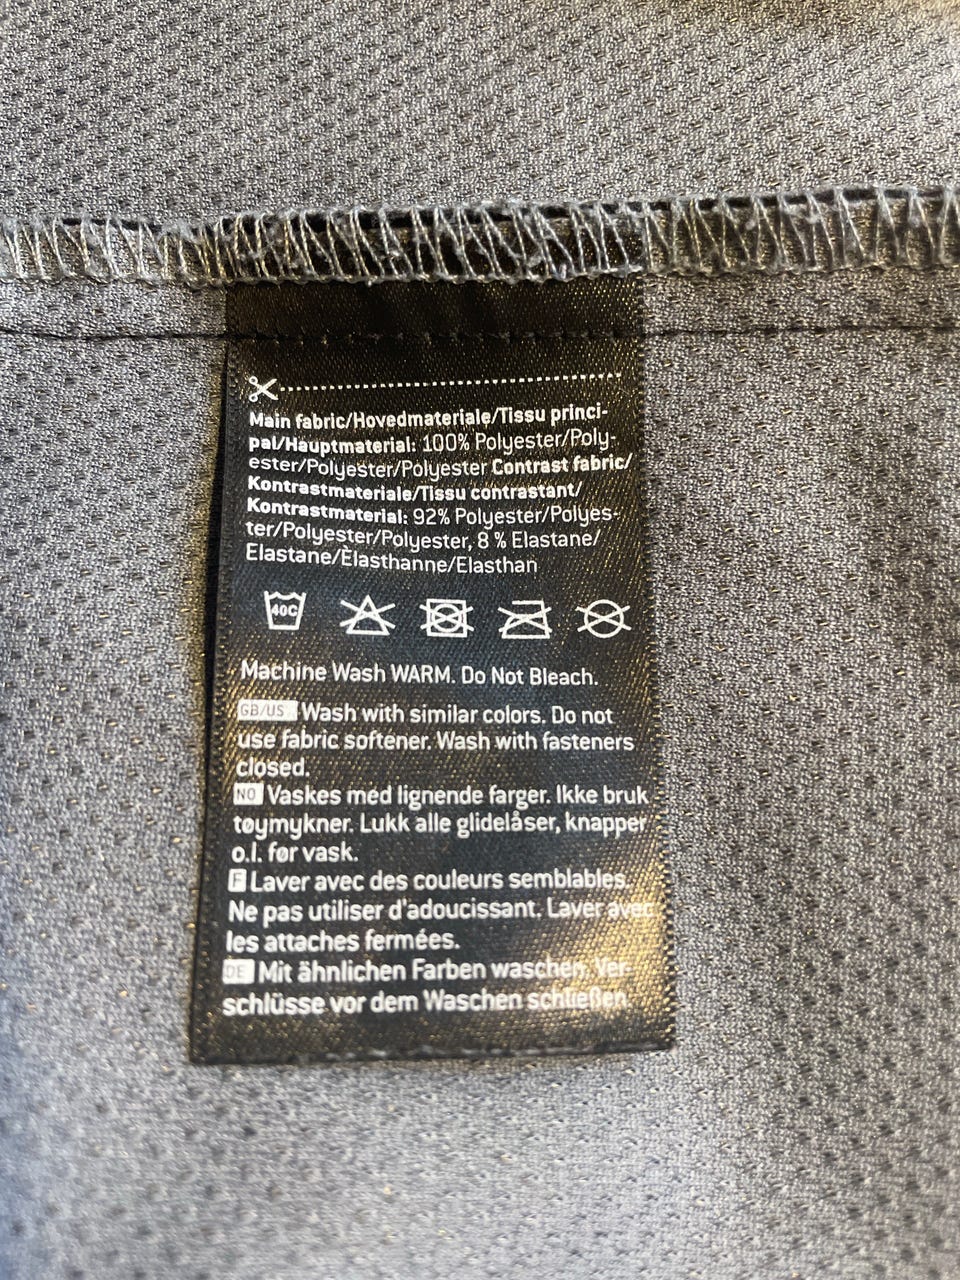 Main fabric/Hovedmateriale/Tissu princi-
pal/Hauptmaterial: 100% Polyester/Poly-
ester/Polyester/Polyester Contrast fabric/
Kontrastmateriale/Tissu contrastant/
Kontrastmaterial: 92% Polyester/Polyes-
ter/Polyester/Polyester, 8 % Elastane/
Elastane/Èlasthanne/Elasthan
40C
Machine Wash WARM. Do Not Bleach.
GB/US Wash with similar colors. Do not
use fabric softener. Wash with fasteners
closed.
NO Vaskes med lignende farger. Ikke bruk
tøymykner. Lukk alle glidelåser, knapper
o.l. før vask.
F Laver avec des couleurs semblables.
Ne pas utiliser d'adoucissant. Laver avec
les attaches fermées.
DE Mit ähnlichen Farben waschen. Ver-
schlüsse vor dem Waschen schließen.